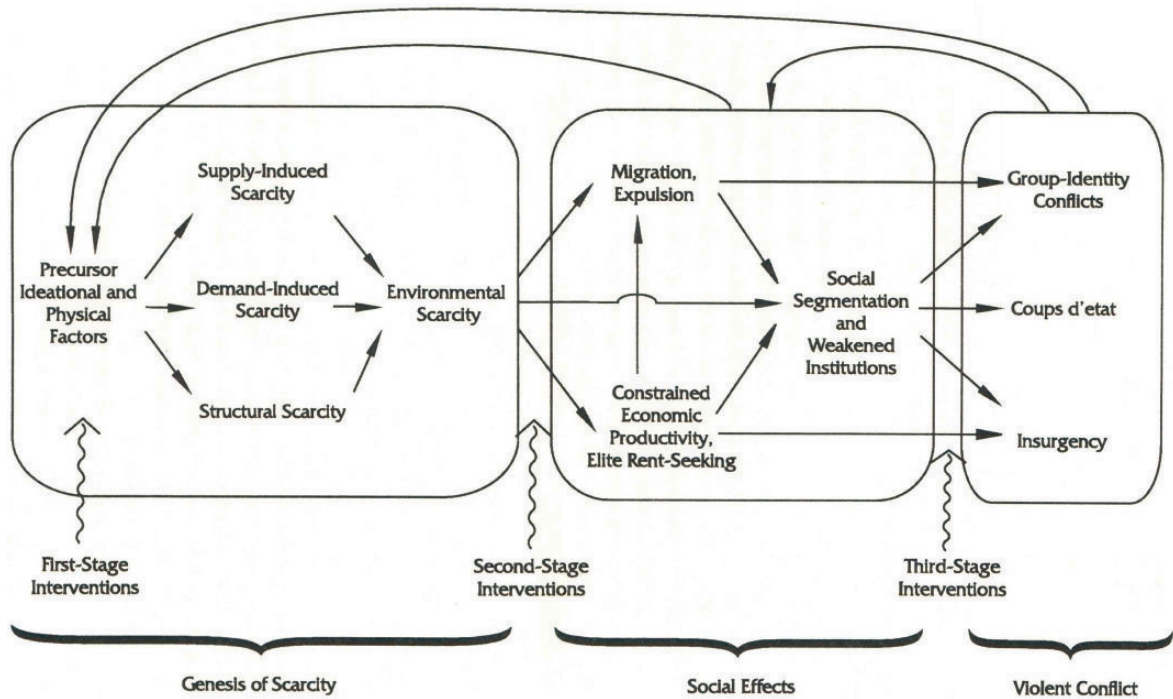 Supply-Induced
Scarcity
Migration,
Expulsion
Group-Identity
Conflicts
Precursor
Ideational and
Physical
Factors
Demand-Induced
Scarcity
Environmental
Scarcity
Social
Segmentation
and
Weakened
Institutions
Coups d'etat
Structural Scarcity
Constrained
Economic
Productivity,
Elite Rent-Seeking
Insurgency
First-Stage
Interventions
Second-Stage
Interventions
Third-Stage
Interventions
Genesis of Scarcity
Social Effects
Violent Conflict